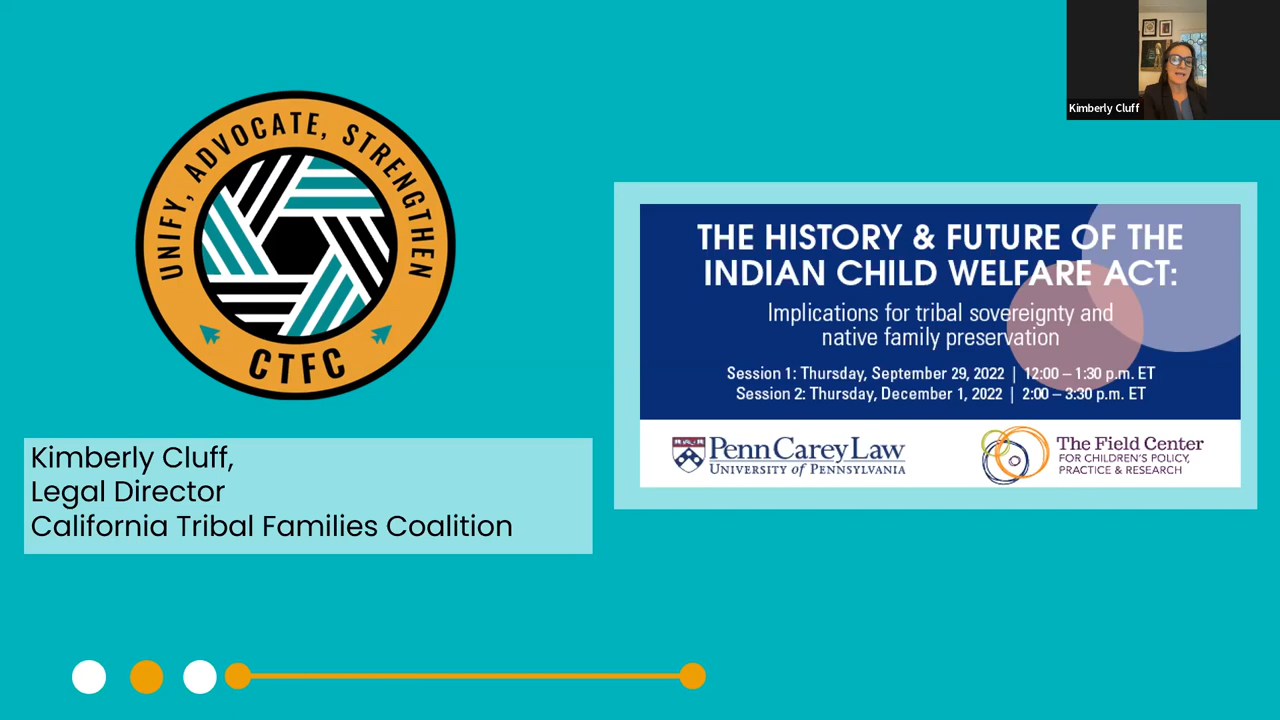 Kimberly Cluff
UNIFY, ADVOCATE, STRENGTHEN
CTFC
Kimberly Cluff,
Legal Director
California Tribal Families Coalition
THE HISTORY & FUTURE OF THE
INDIAN CHILD WELFARE ACT:
Implications for tribal sovereignty and
native family preservation
Session 1: Thursday, September 29, 2022 | 12:00 – 1:30 p.m. ET
Session 2: Thursday, December 1, 2022 | 2:00 – 3:30 p.m. ET
Penn Carey Law
UNIVERSITY of PENNSYLVANIA
The Field Center
FOR CHILDREN'S POLICY,
PRACTICE & RESEARCH